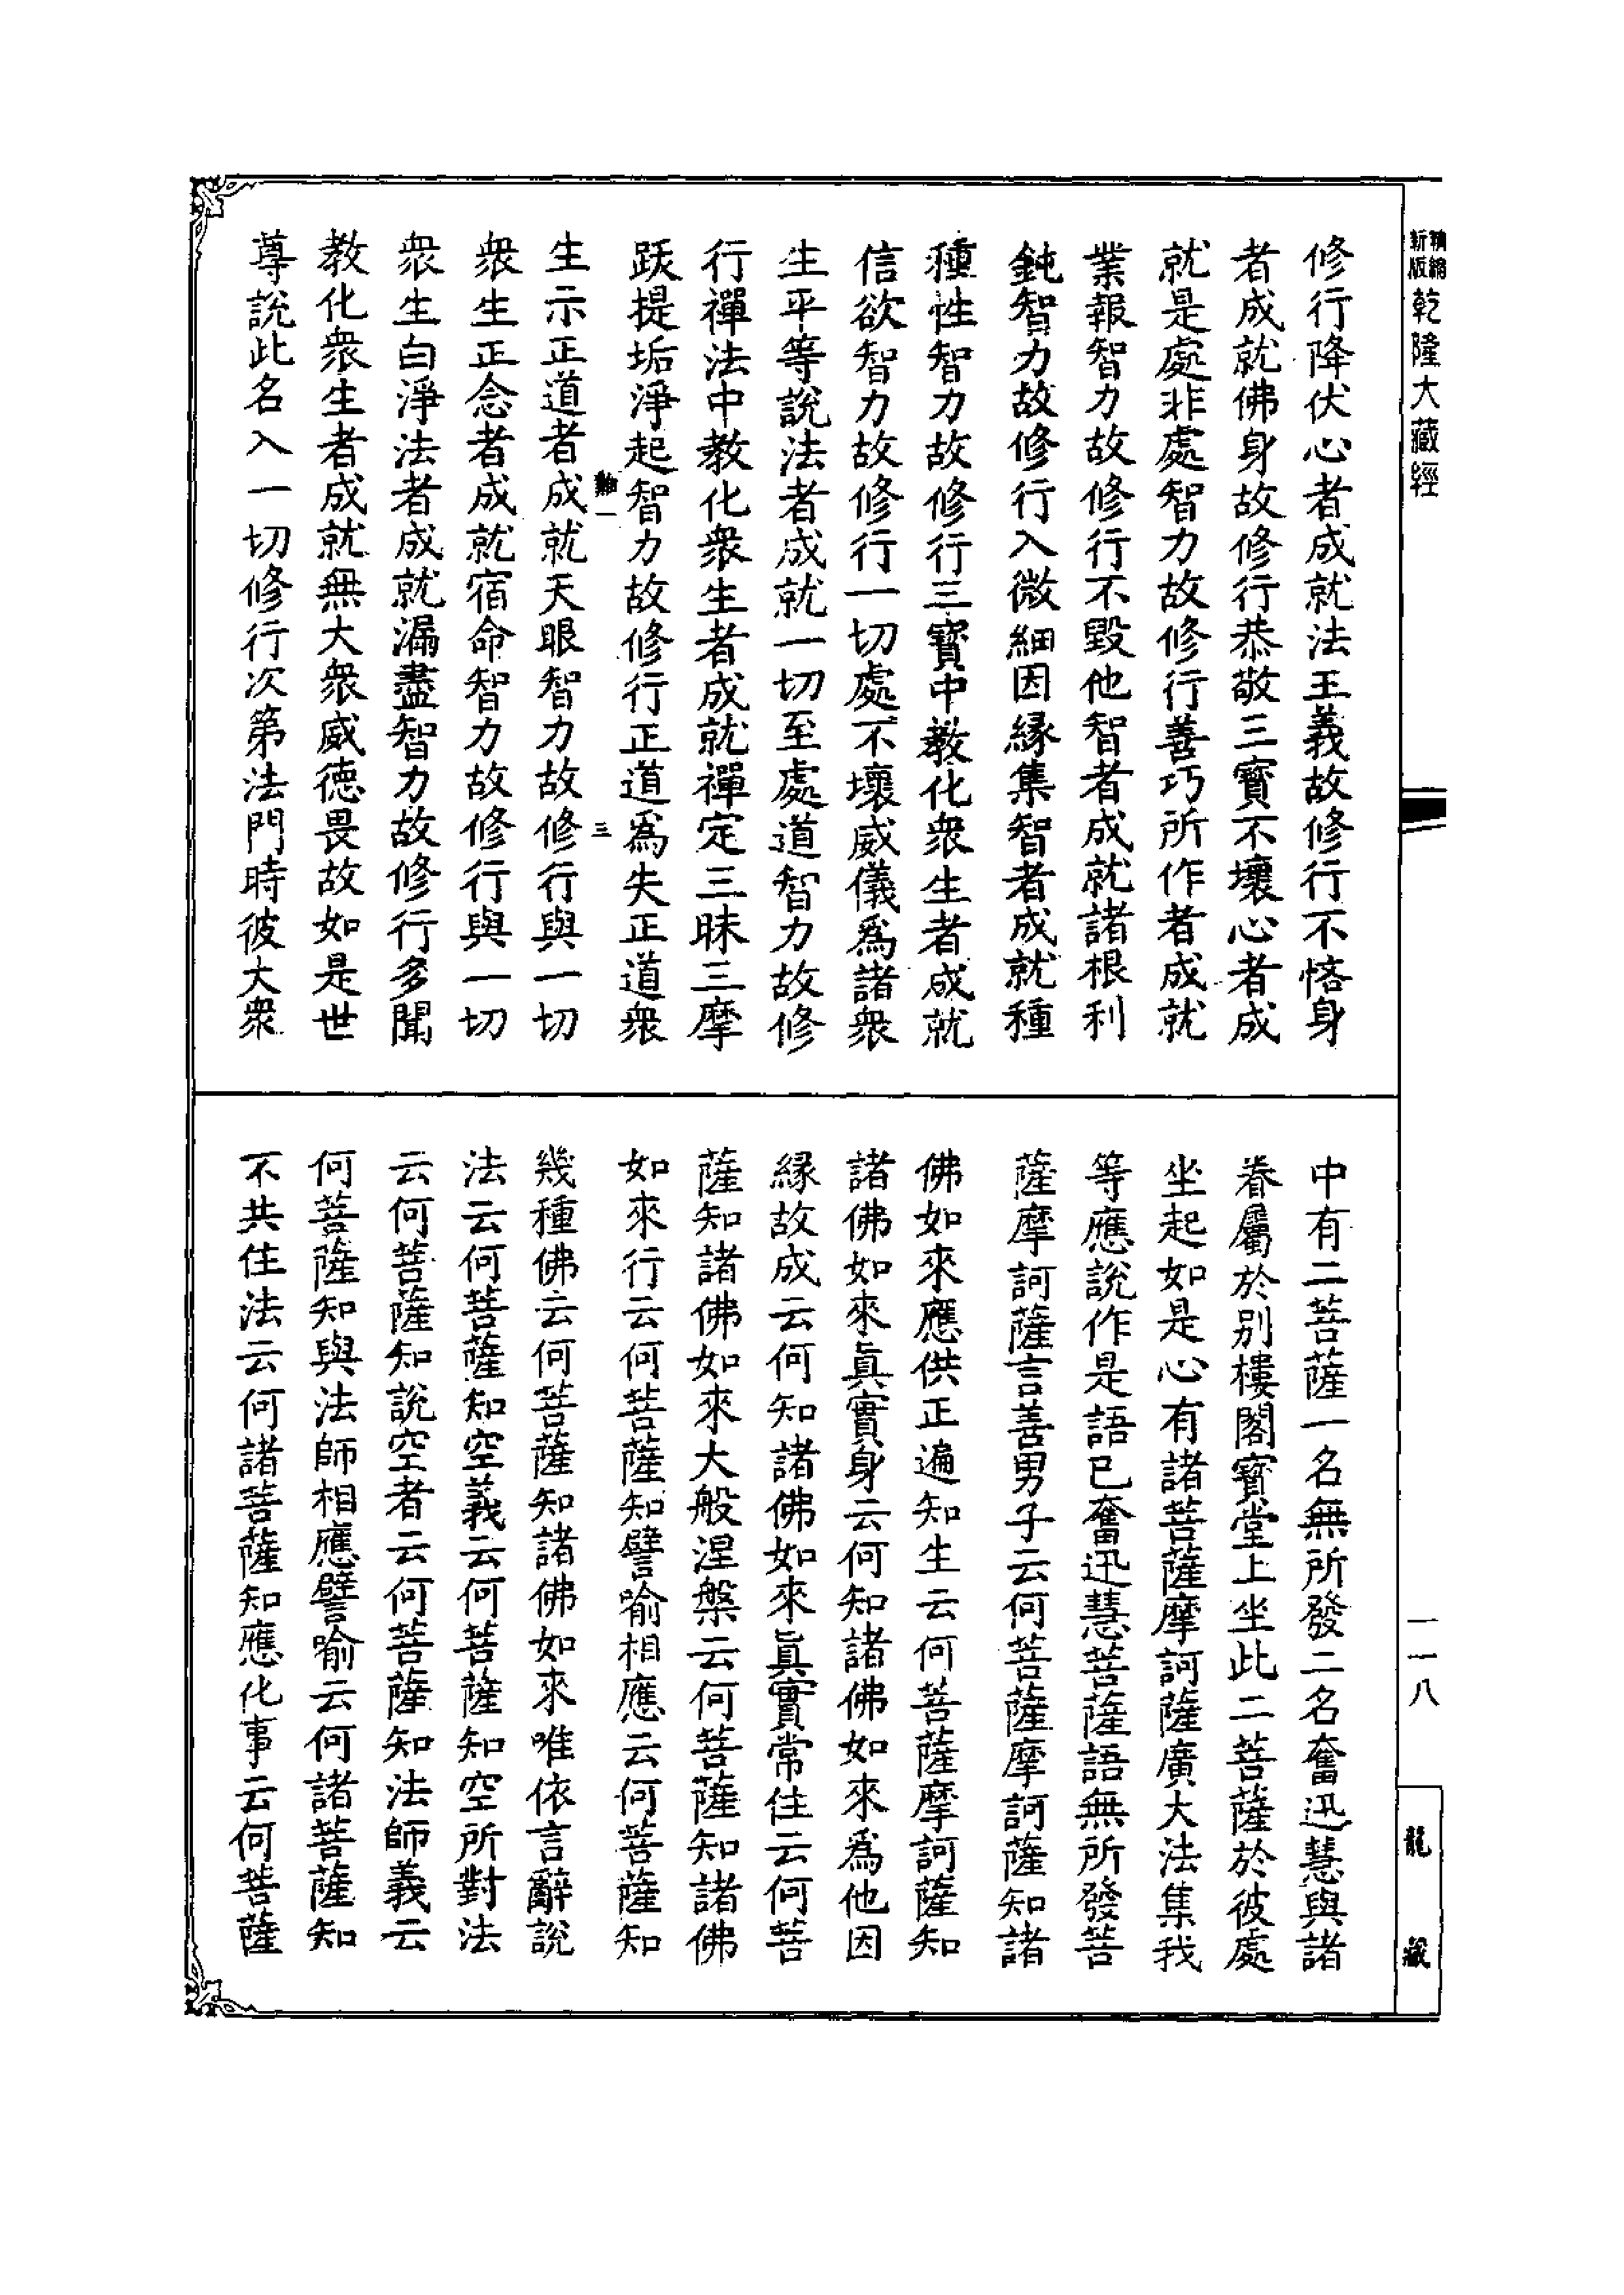 精繪新版乾隆大藏經
修行降伏心者成就法王義故修行不悋身
者成就佛身故修行恭敬三寶不壞心者成
就是處非處智力故修行善巧所作者成就
業報智力故修行不毀他智者成就諸根利
鈍智力故修行入微細因緣集智者成就種
種性智力故修行三寶中教化衆生者成就
信欲智力故修行一切處不壞威儀爲諸衆
生平等說法者成就一切至處道智力故修
行禪法中教化衆生者成就禪定三昧三摩
跋提垢淨起智力故修行正道爲失正道衆
三
生示正道者成就天眼智力故修行與一切
衆生正念者成就宿命智力故修行與一切
衆生白淨法者成就漏盡智力故修行多聞
教化衆生者成就無大衆威德畏故如是世
尊說此名入一切修行次第法門時彼大衆
中有二菩薩一名無所發二名奮迅慧與諸
眷屬於別樓閣寶堂上坐此二菩薩於彼處
坐起如是心有諸菩薩摩訶薩廣大法集我
等應說作是語已奮迅慧菩薩語無所發菩
薩摩訶薩言善男子云何菩薩摩訶薩知諸
佛如來應供正遍知生云何菩薩摩訶薩知
諸佛如來眞實身云何知諸佛如來爲他因
緣故成云何知諸佛如來眞實常住云何菩
薩知諸佛如來大般涅槃云何菩薩知諸佛
如來行云何菩薩知譬喻相應云何菩薩知
幾種佛云何菩薩知諸佛如來唯依言辭說
法云何菩薩知空義云何菩薩知空所對法
云何菩薩知說空者云何菩薩知法師義云
何菩薩知與法師相應譬喻云何諸菩薩知
不共住法云何諸菩薩知應化事云何菩薩
一一八
龍藏